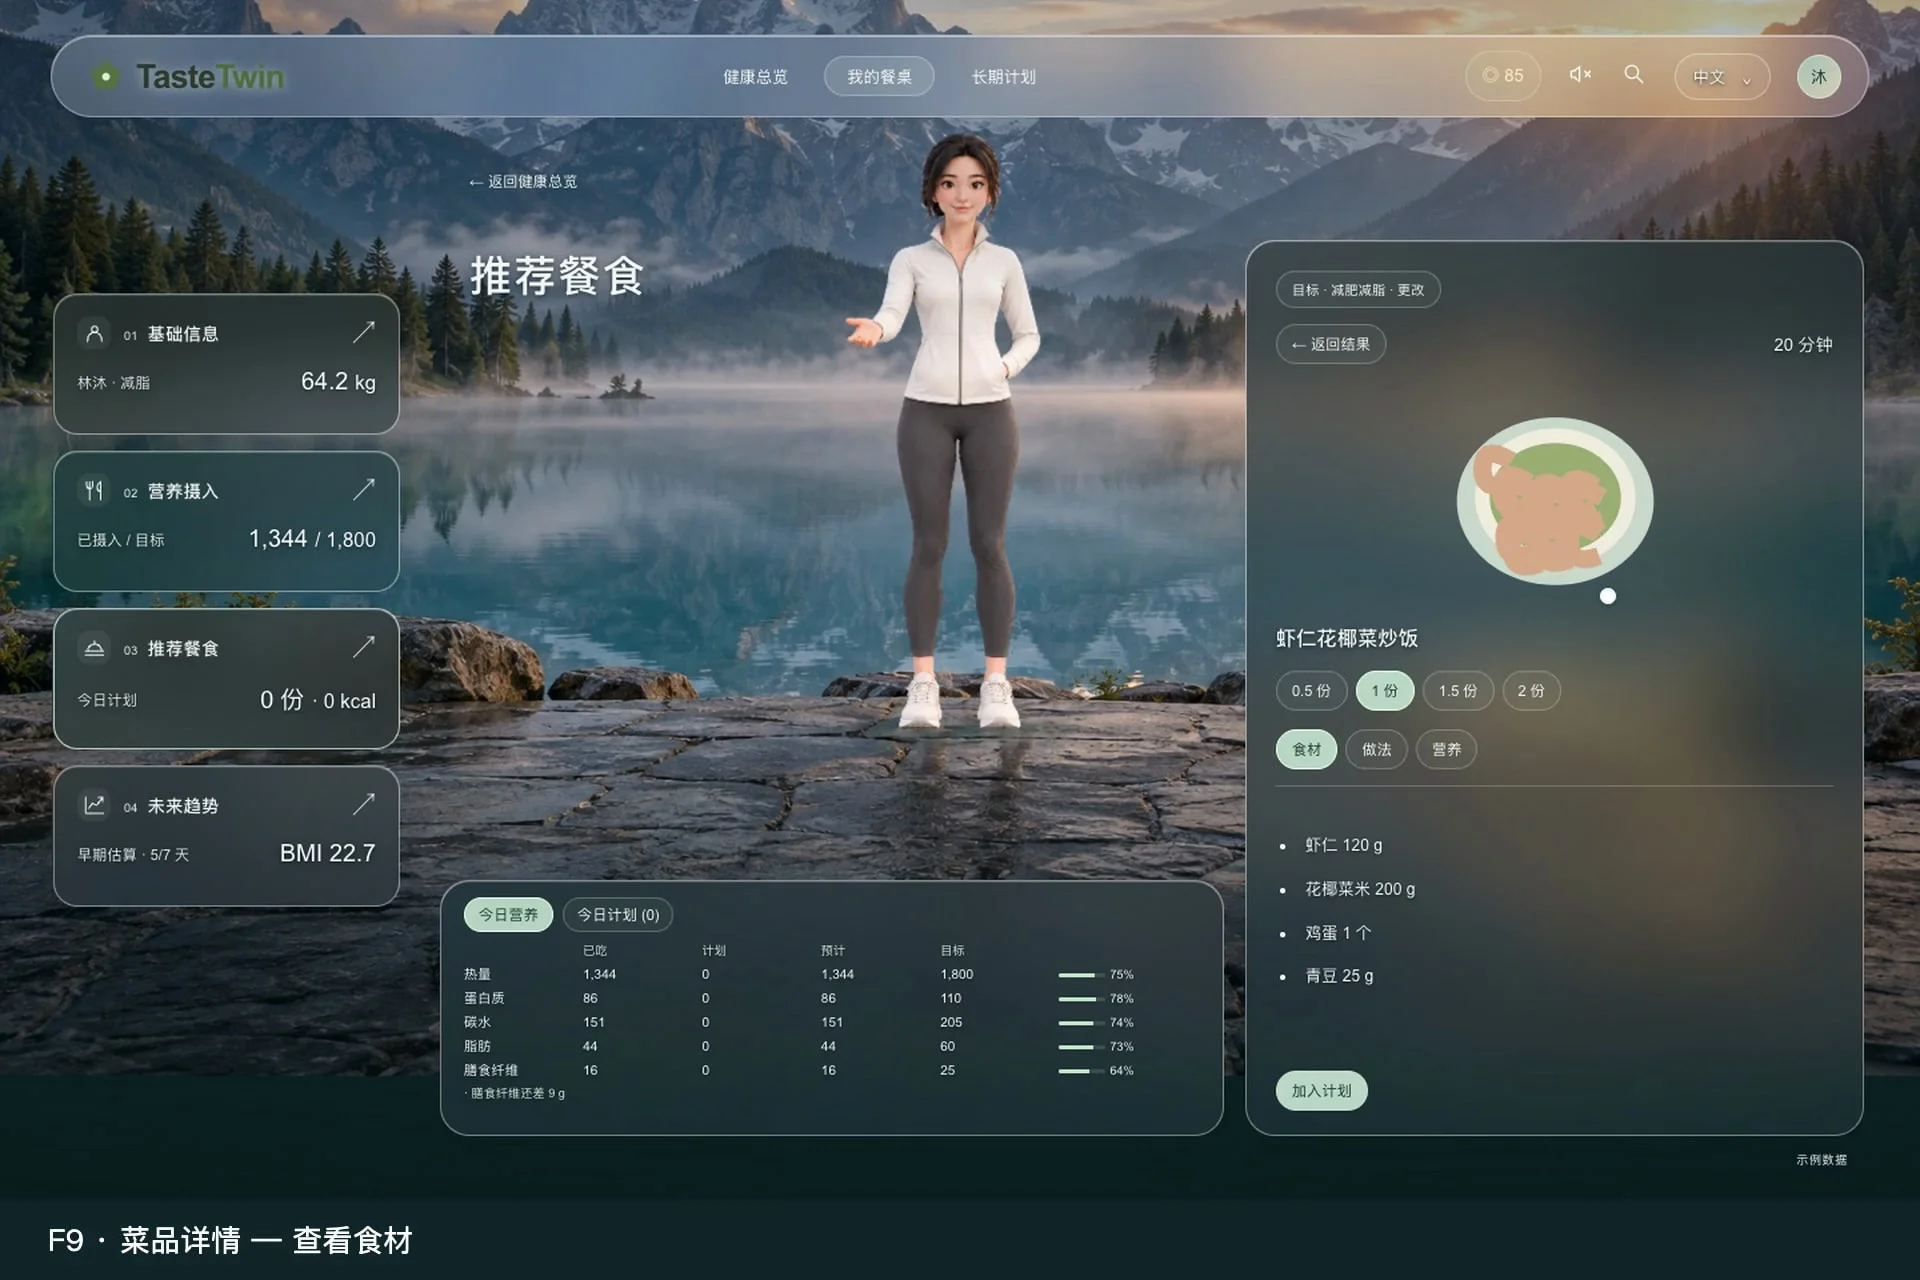 TasteTwin
健康总览
我的餐桌
长期计划
85
中文
沐
← 返回健康总览
推荐餐食
01 基础信息
林沐 · 减脂 64.2 kg
02 营养摄入
已摄入 / 目标 1,344 / 1,800
03 推荐餐食
今日计划 0 份 · 0 kcal
04 未来趋势
早期估算 · 5/7 天 BMI 22.7
今日营养 今日计划 (0)
已吃 计划 预计 目标
热量 1,344 0 1,344 1,800 75%
蛋白质 86 0 86 110 78%
碳水 151 0 151 205 74%
脂肪 44 0 44 60 73%
膳食纤维 16 0 16 25 64%
· 膳食纤维还差 9 g
目标 · 减肥减脂 · 更改
← 返回结果 20 分钟
虾仁花椰菜炒饭
0.5 份 1 份 1.5 份 2 份
食材 做法 营养
• 虾仁 120 g
• 花椰菜米 200 g
• 鸡蛋 1 个
• 青豆 25 g
加入计划
示例数据
F9 · 菜品详情 — 查看食材